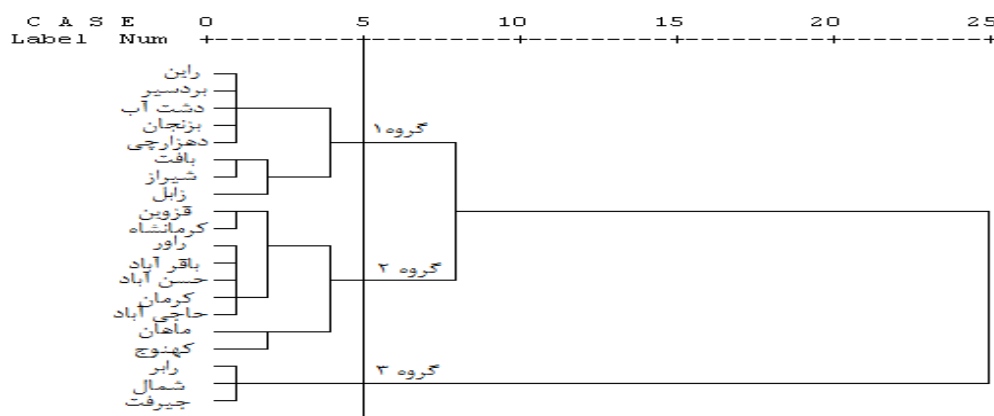 C A S E 0 5 10 15 20 25
Label Num
راین
بردسیر
دشت آب
بزنجان
گروه ۱
دهزارچی
بافت
شیراز
زابل
قزوین
کرمانشاه
راور
باقر آباد
گروه ۲
حسن آباد
کرمان
حاجی آباد
ماهان
کهنوج
رابر
گروه ۳
شمال
جیرفت